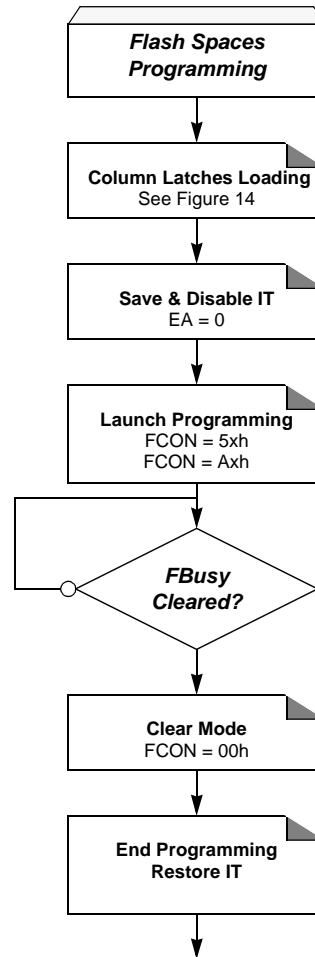 Flash Spaces
Programming
Column Latches Loading
See Figure 14
Save & Disable IT
EA = 0
Launch Programming
FCON = 5xh
FCON = Axh
FBusy
Cleared?
Clear Mode
FCON = 00h
End Programming
Restore IT